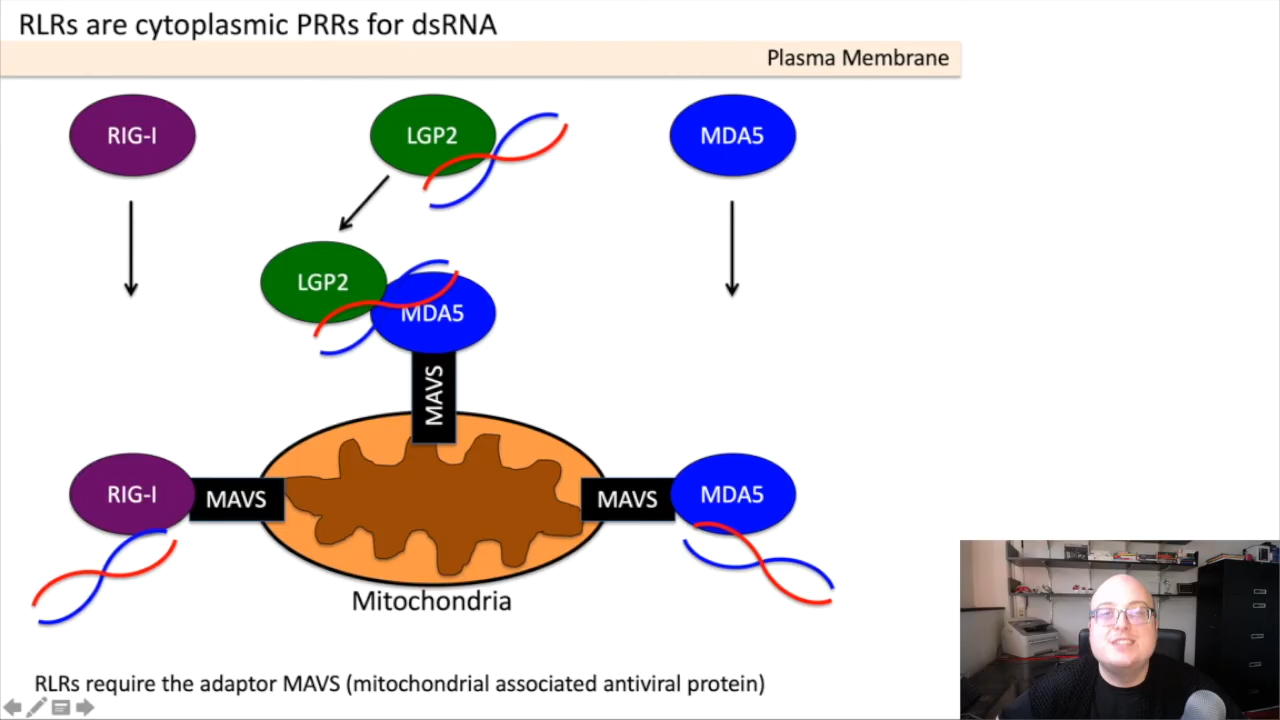 RLRs are cytoplasmic PRRs for dsRNA
Plasma Membrane
RIG-I
LGP2
MDA5
LGP2
MDA5
MAVS
RIG-I
MAVS
MAVS
MDA5
Mitochondria
RLRs require the adaptor MAVS (mitochondrial associated antiviral protein)